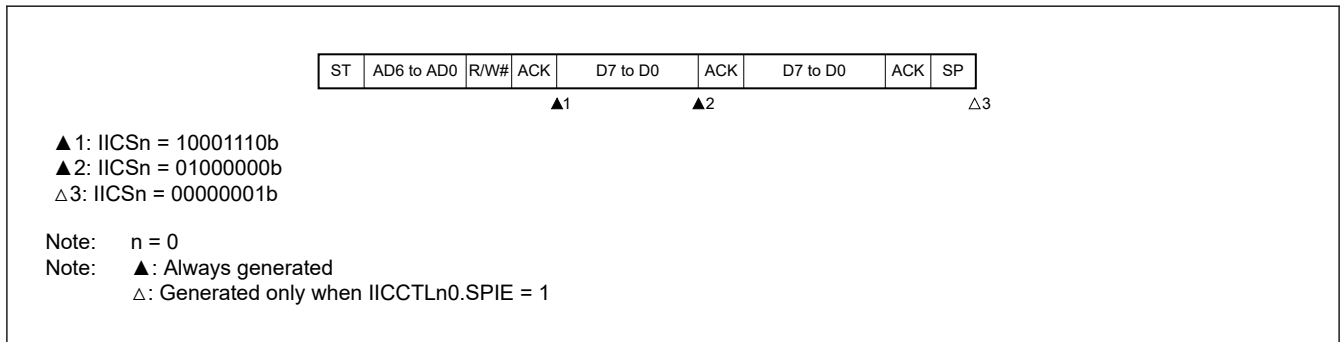 ST AD6 to AD0 R/W# ACK D7 to D0 ACK D7 to D0 ACK SP
▲1 ▲2 △3
▲1: IICSn = 10001110b
▲2: IICSn = 01000000b
△3: IICSn = 00000001b
Note: n = 0
Note: ▲: Always generated
△: Generated only when IICCTLn0.SPIE = 1